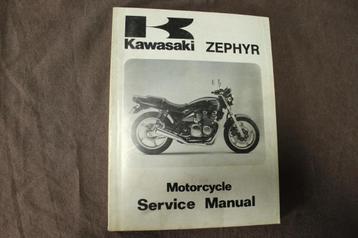 Kawasaki ZEPHYR
Motorcycle
Service Manual